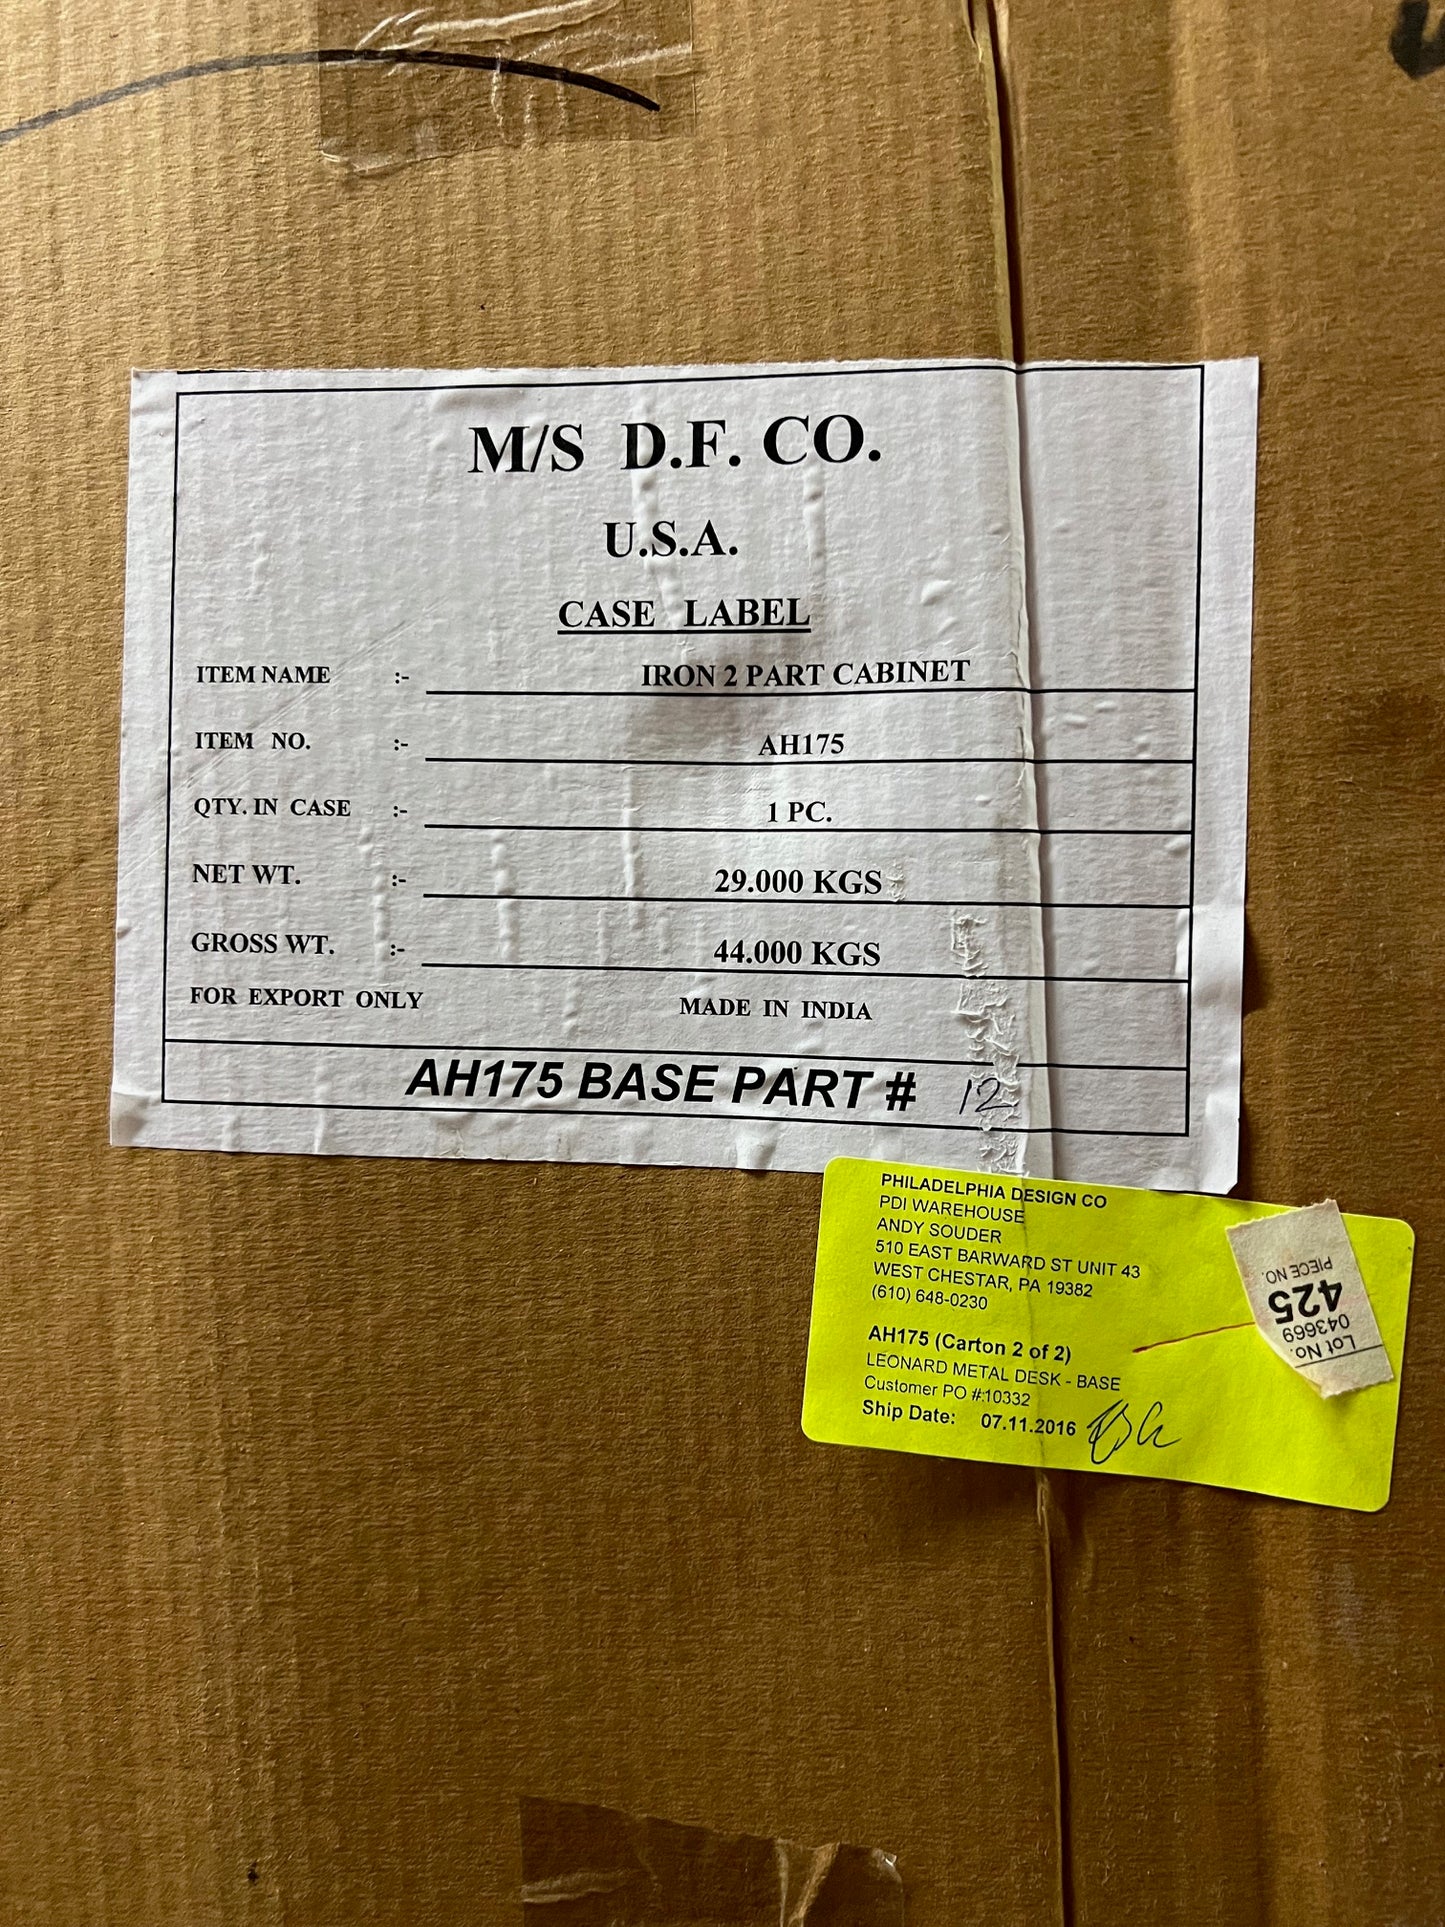 M/S D.F. CO.
U.S.A.
CASE LABEL
ITEM NAME :- IRON 2 PART CABINET
ITEM NO. :- AH175
QTY. IN CASE :- 1 PC.
NET WT. :- 29.000 KGS
GROSS WT. :- 44.000 KGS
FOR EXPORT ONLY MADE IN INDIA
AH175 BASE PART # 12
PHILADELPHIA DESIGN CO
PDI WAREHOUSE
ANDY SOUDER
510 EAST BARWARD ST UNIT 43
WEST CHESTAR, PA 19382
(610) 648-0230
AH175 (Carton 2 of 2)
LEONARD METAL DESK - BASE
Customer PO #:10332
Ship Date: 07.11.2016
Lot No.
043669
425
PIECE NO.